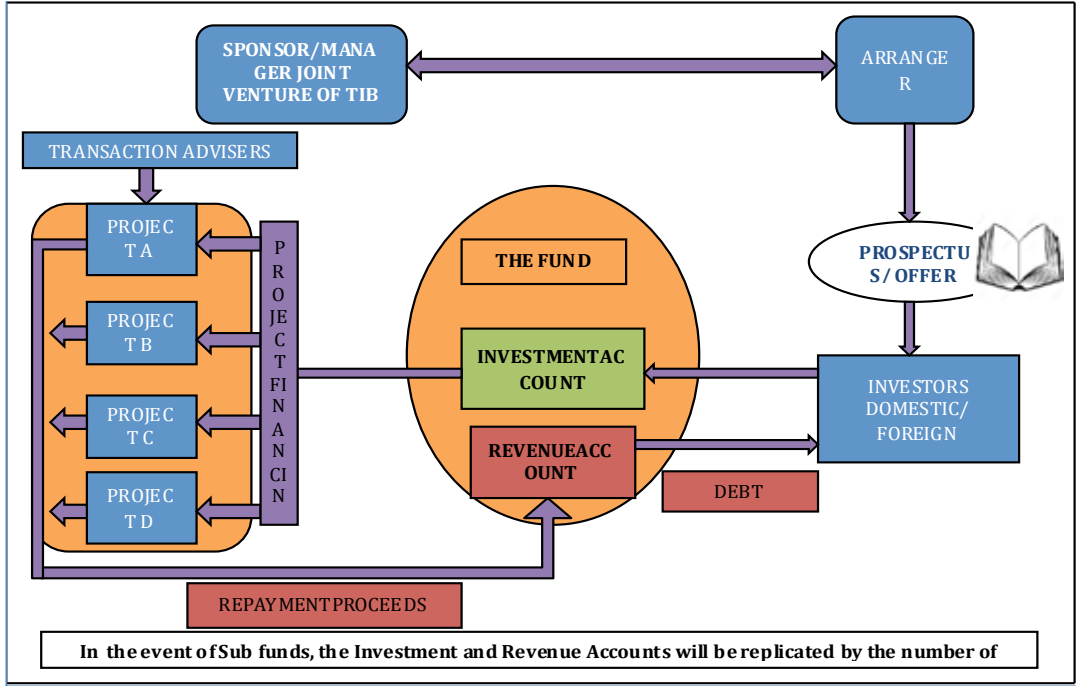 SPONSOR/MANA
GER JOINT
VENTURE OF TIB
ARRANGE
R
TRANSACTION ADVISERS
PROJEC
T A
PROJEC
T B
PROJEC
T C
PROJEC
T D
P
R
O
JE
C
T
FI
N
A
N
CI
N
THE FUND
INVESTMENTAC
COUNT
REVENUEACC
OUNT
PROSPECTU
S/OFFER
INVESTORS
DOMESTIC/
FOREIGN
DEBT
REPAYMENTPROCEEDS
In the event of Sub funds, the Investment and Revenue Accounts will be replicated by the number of